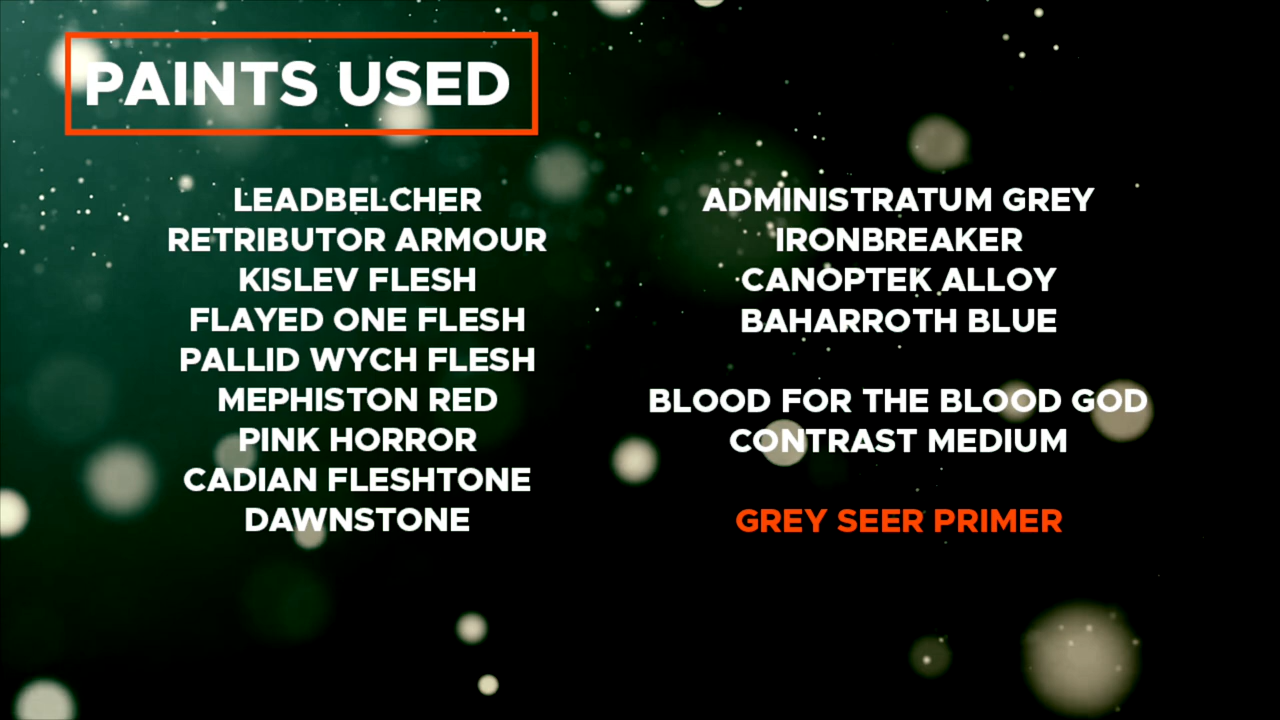 PAINTS USED
LEADBELCHER
RETRIBUTOR ARMOUR
KISLEV FLESH
FLAYED ONE FLESH
PALLID WYCH FLESH
MEPHISTON RED
PINK HORROR
CADIAN FLESHTONE
DAWNSTONE
ADMINISTRATUM GREY
IRONBREAKER
CANOPTEK ALLOY
BAHARROTH BLUE
BLOOD FOR THE BLOOD GOD
CONTRAST MEDIUM
GREY SEER PRIMER